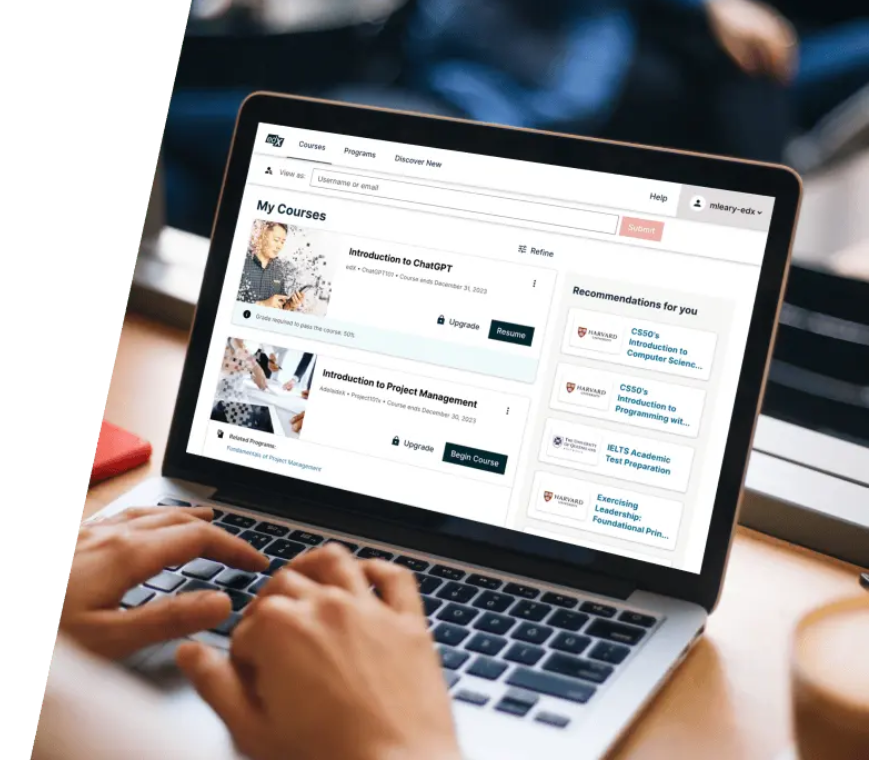 edX
Courses
Programs
Discover New
Help
mleary-edx
View as:
Username or email
Submit
My Courses
Refine
Introduction to ChatGPT
edX • ChatGPT101 • Course ends December 31, 2023
Upgrade
Resume
Grade required to pass the course: 50%
Introduction to Project Management
AdelaideX • Project101x • Course ends December 30, 2023
Upgrade
Begin Course
Related Programs:
Fundamentals of Project Management
Recommendations for you
HARVARD
UNIVERSITY
CS50's
Introduction to
Computer Scienc...
HARVARD
UNIVERSITY
CS50's
Introduction to
Programming wit...
THE UNIVERSITY
OF QUEENSLAND
IELTS Academic
Test Preparation
HARVARD
UNIVERSITY
Exercising
Leadership:
Foundational Prin...